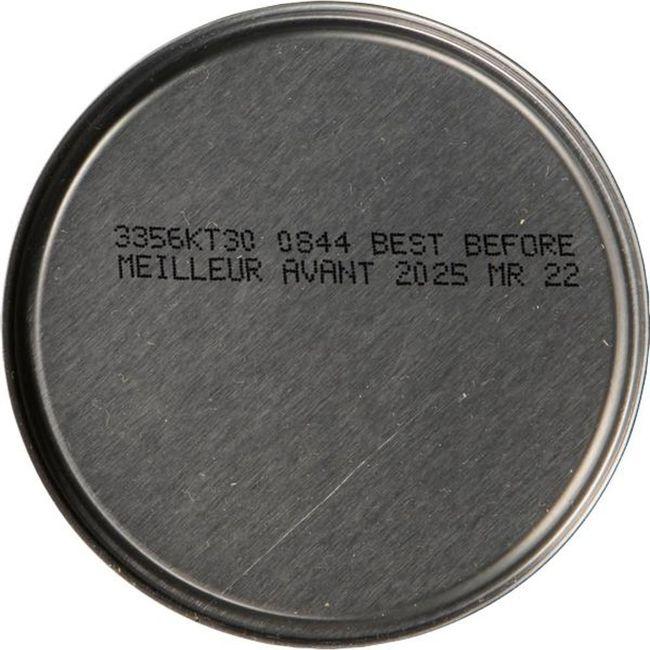 3356KT30 0844 BEST BEFORE
MEILLEUR AVANT 2025 MR 22